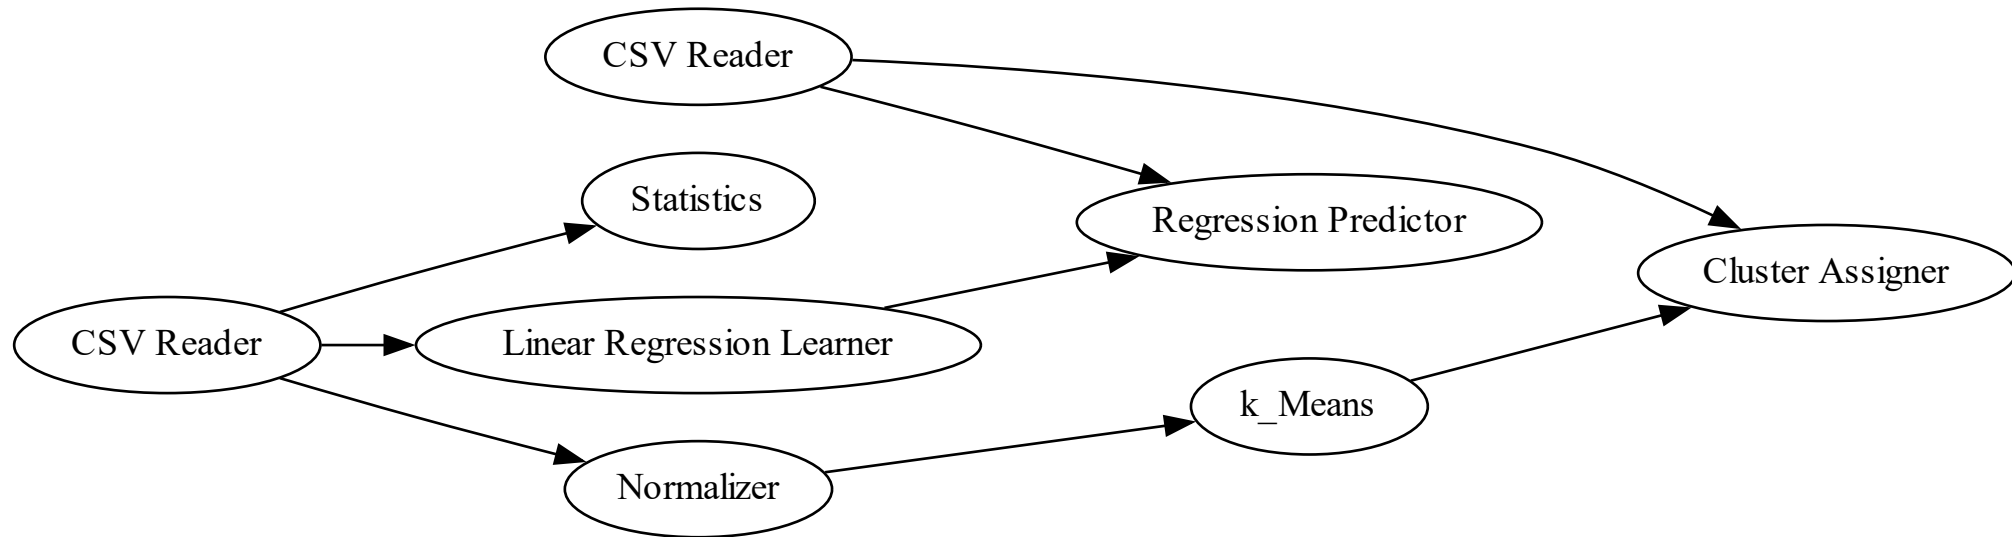 CSV Reader
Statistics
Regression Predictor
Cluster Assigner
CSV Reader
Linear Regression Learner
k_Means
Normalizer